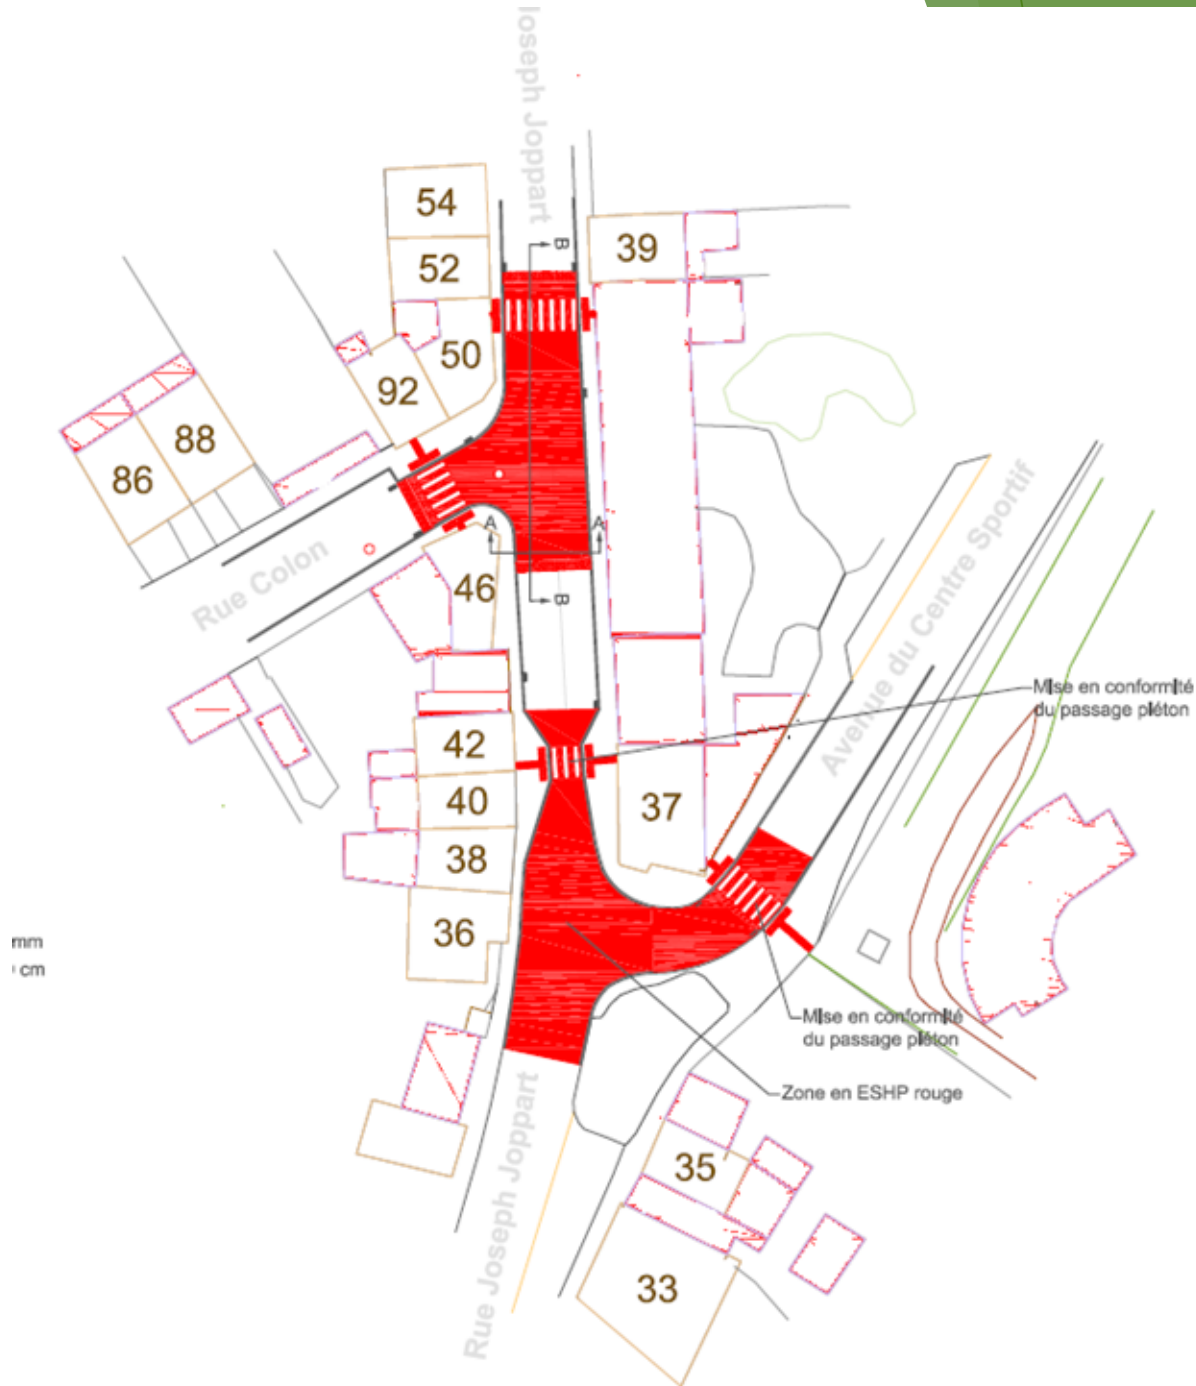 Joseph Joppart
54
B
39
52
50
92
88
86
A
A
Rue Colon
46
B
Avenue du Centre Sportif
Mise en conformité
du passage piéton
42
40
37
38
36
mm
cm
Mise en conformité
du passage piéton
Zone en ESHP rouge
Rue Joseph Joppart
35
33